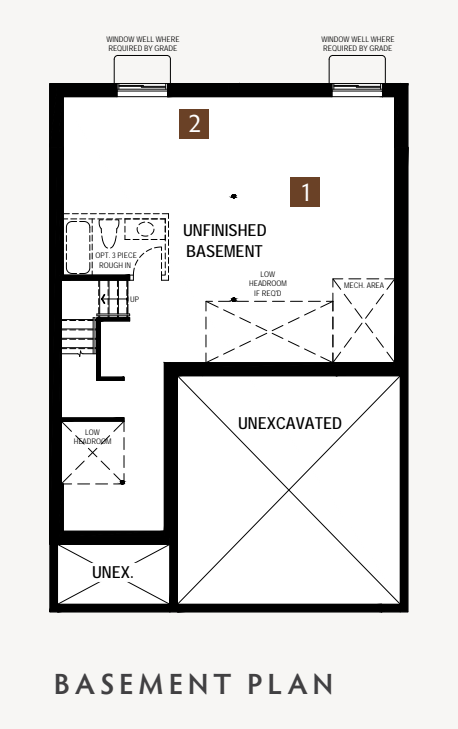 WINDOW WELL WHERE
REQUIRED BY GRADE
WINDOW WELL WHERE
REQUIRED BY GRADE
2
1
UNFINISHED
BASEMENT
OPT. 3 PIECE
ROUGH IN
LOW
HEADROOM
IF REQ'D
MECH. AREA
UP
LOW
HEADROOM
UNEXCAVATED
UNEX.
BASEMENT PLAN